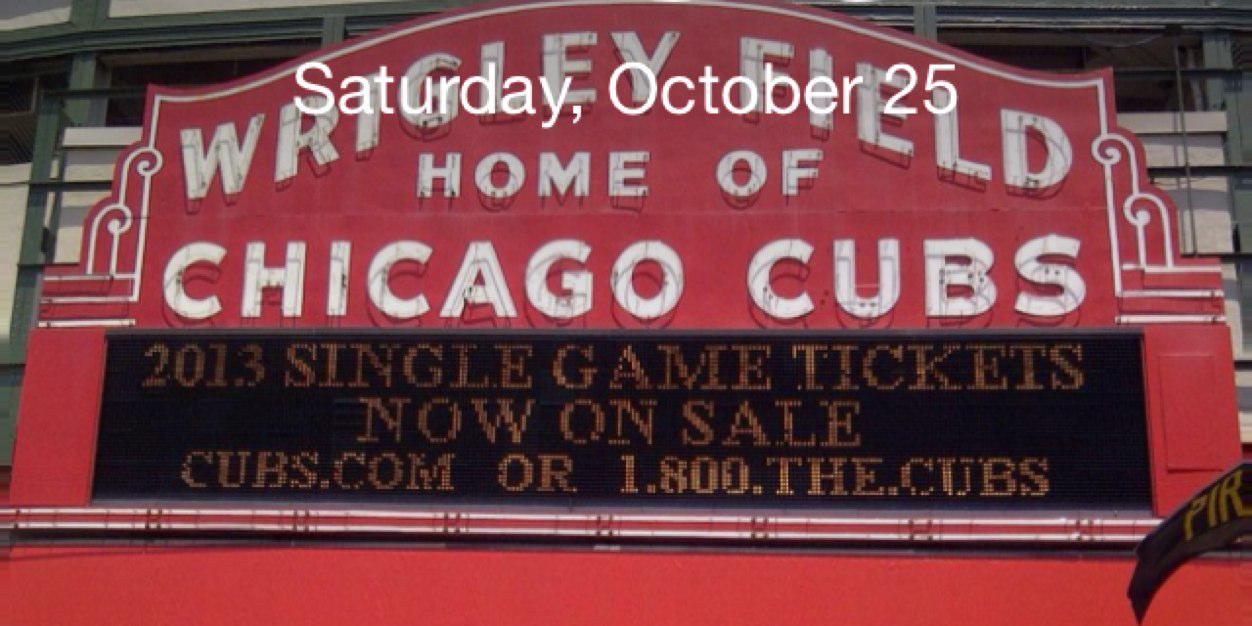 WRIGLEY FIELD
Saturday, October 25
HOME OF
CHICAGO CUBS
2013 SINGLE GAME TICKETS
NOW ON SALE
CUBS.COM OR 1.800.THE.CUBS
PIR